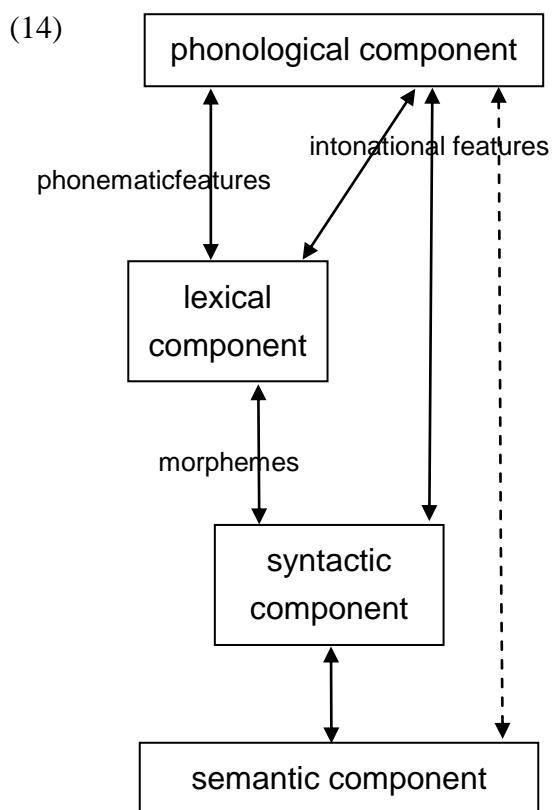 (14)
phonological component
intonational features
phonematicfeatures
lexical
component
morphemes
syntactic
component
semantic component